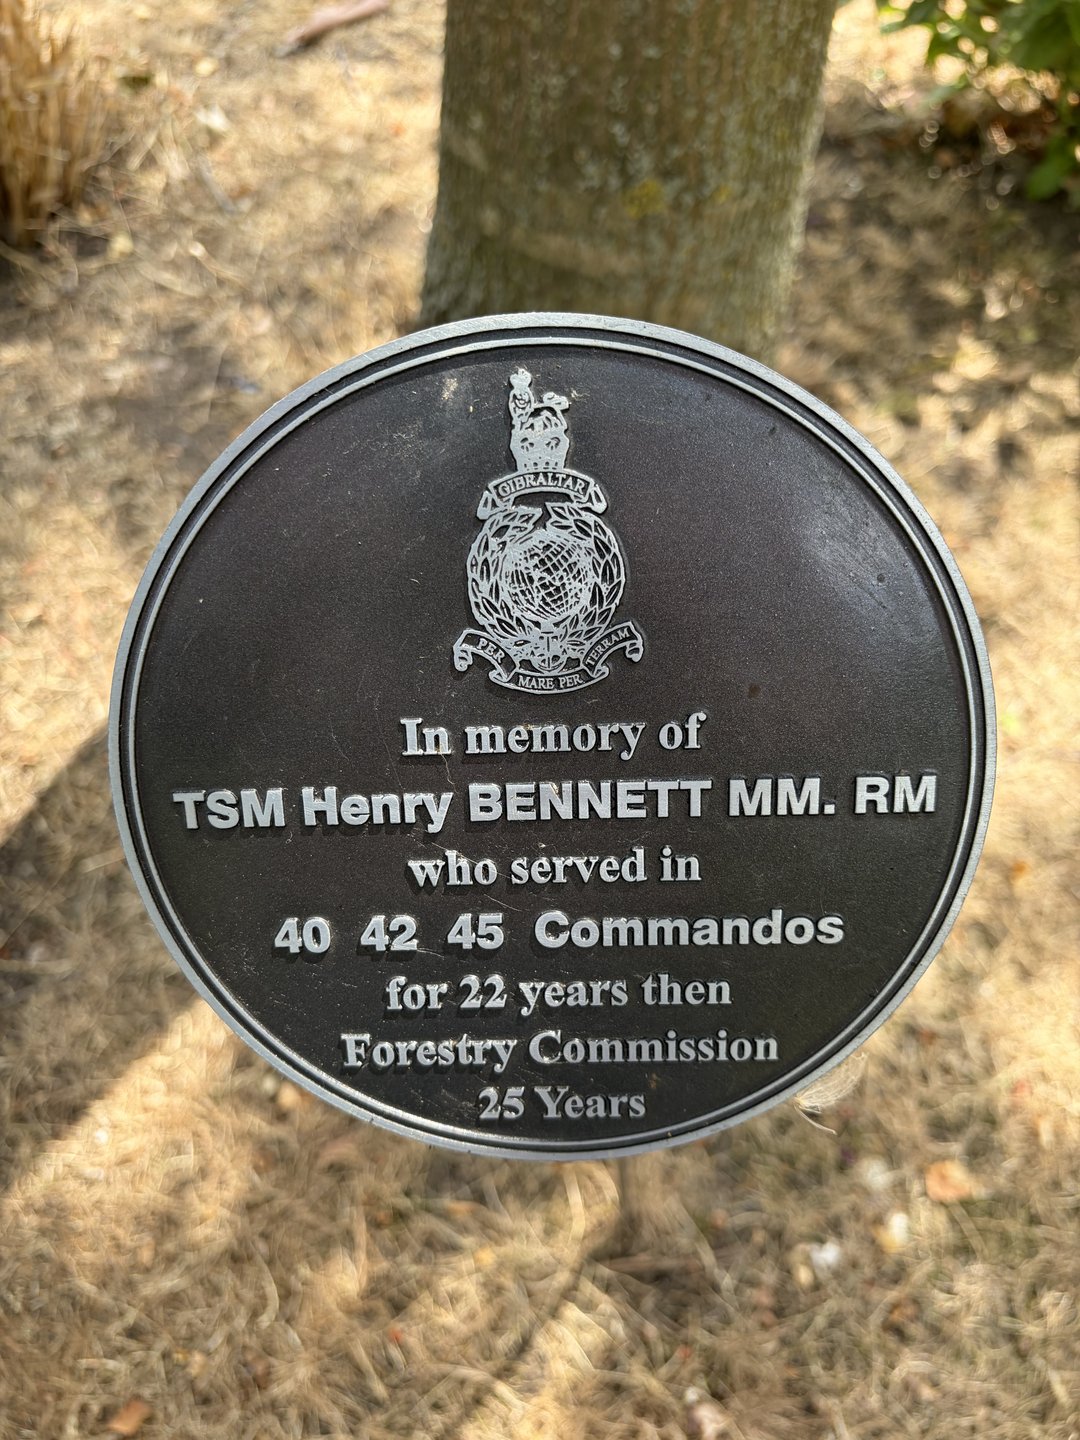 GIBRALTAR
PER MARE PER TERRAM
In memory of
TSM Henry BENNETT MM. RM
who served in
40 42 45 Commandos
for 22 years then
Forestry Commission
25 Years